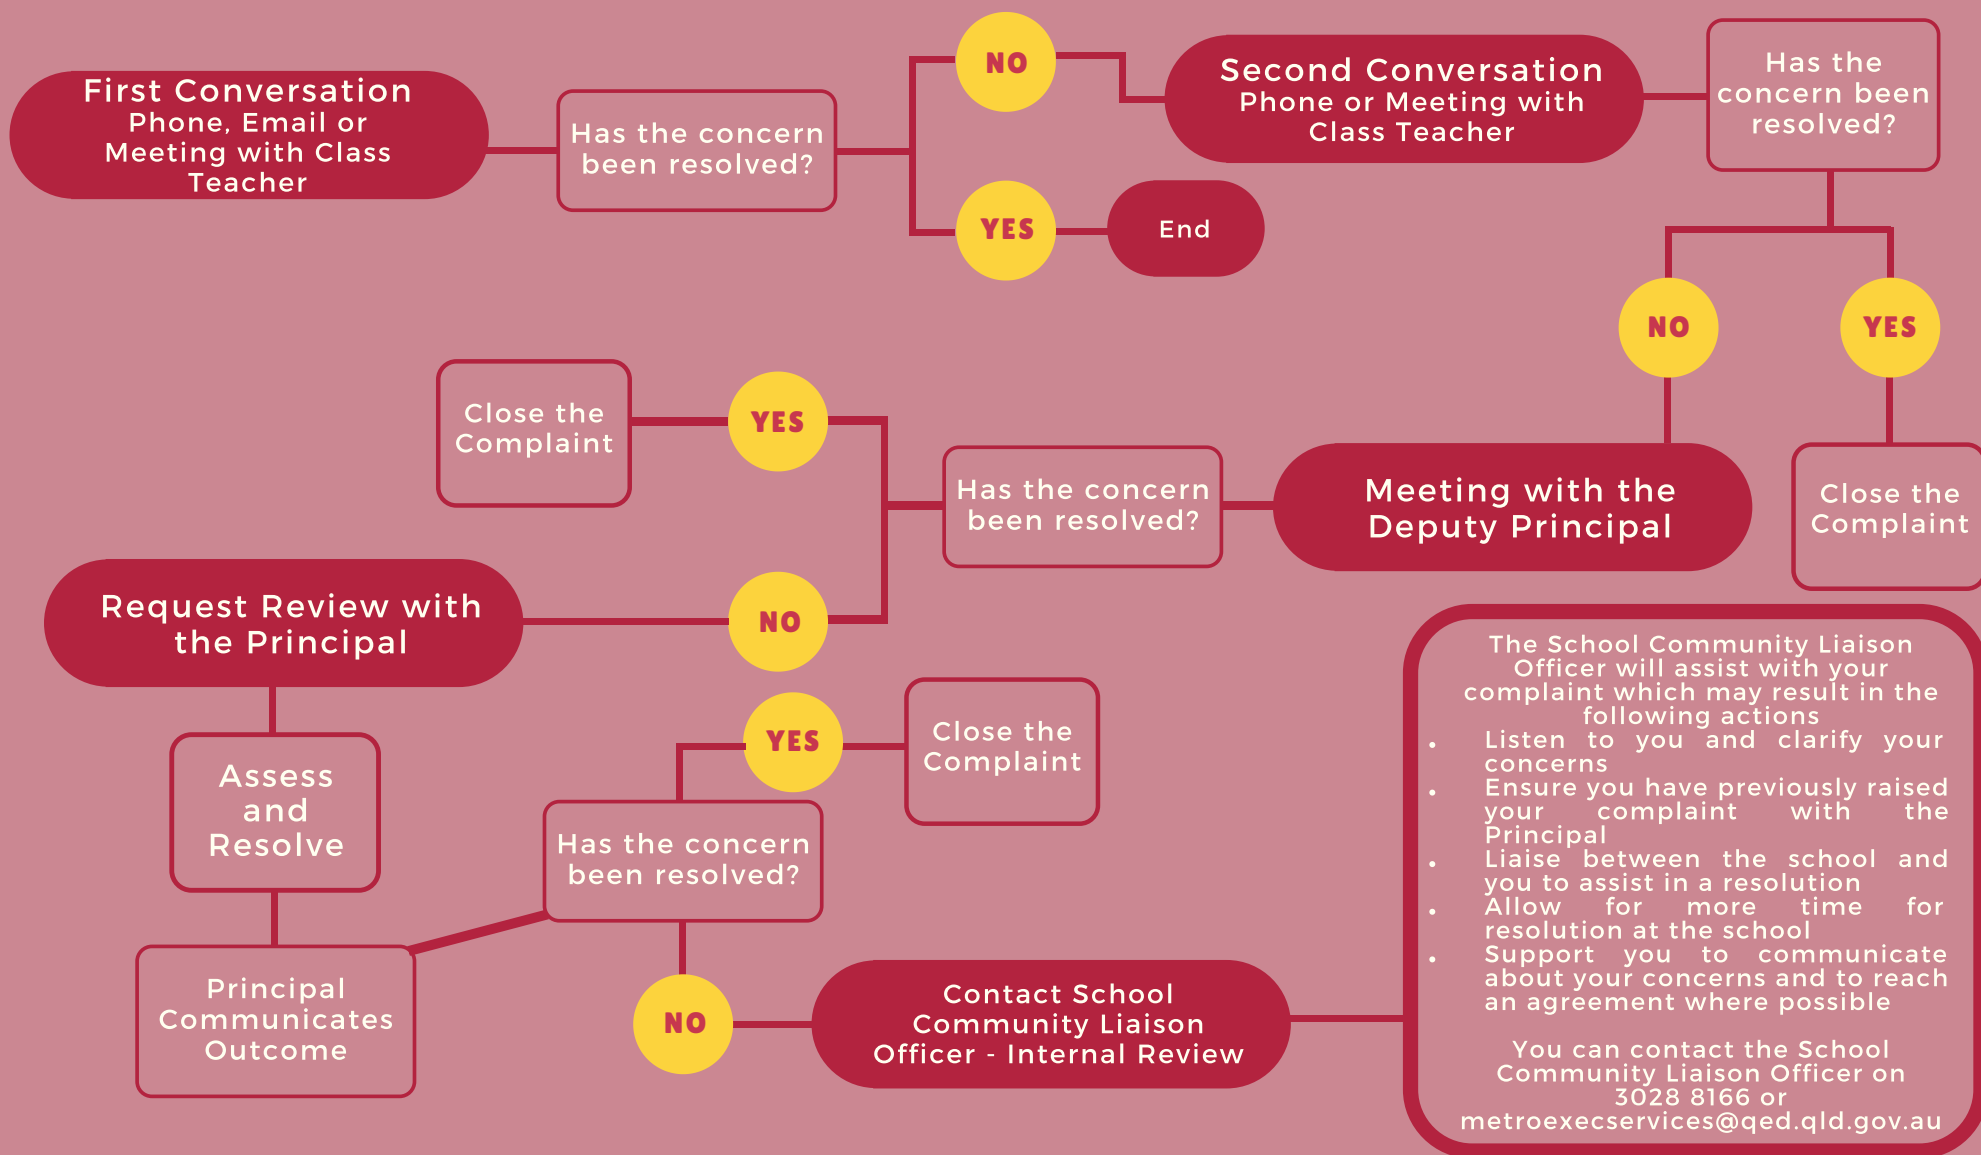 First Conversation
Phone, Email or
Meeting with Class
Teacher
Has the concern
been resolved?
NO
YES
End
Second Conversation
Phone or Meeting with
Class Teacher
Has the
concern been
resolved?
NO
YES
Close the
Complaint
Meeting with the
Deputy Principal
Has the concern
been resolved?
YES
Close the
Complaint
NO
Request Review with
the Principal
Assess
and
Resolve
Principal
Communicates
Outcome
Has the concern
been resolved?
YES
Close the
Complaint
NO
Contact School
Community Liaison
Officer - Internal Review
The School Community Liaison
Officer will assist with your
complaint which may result in the
following actions
• Listen to you and clarify your
concerns
• Ensure you have previously raised
your complaint with the
Principal
• Liaise between the school and
you to assist in a resolution
• Allow for more time for
resolution at the school
• Support you to communicate
about your concerns and to reach
an agreement where possible
You can contact the School
Community Liaison Officer on
3028 8166 or
metroexecservices@qed.qld.gov.au